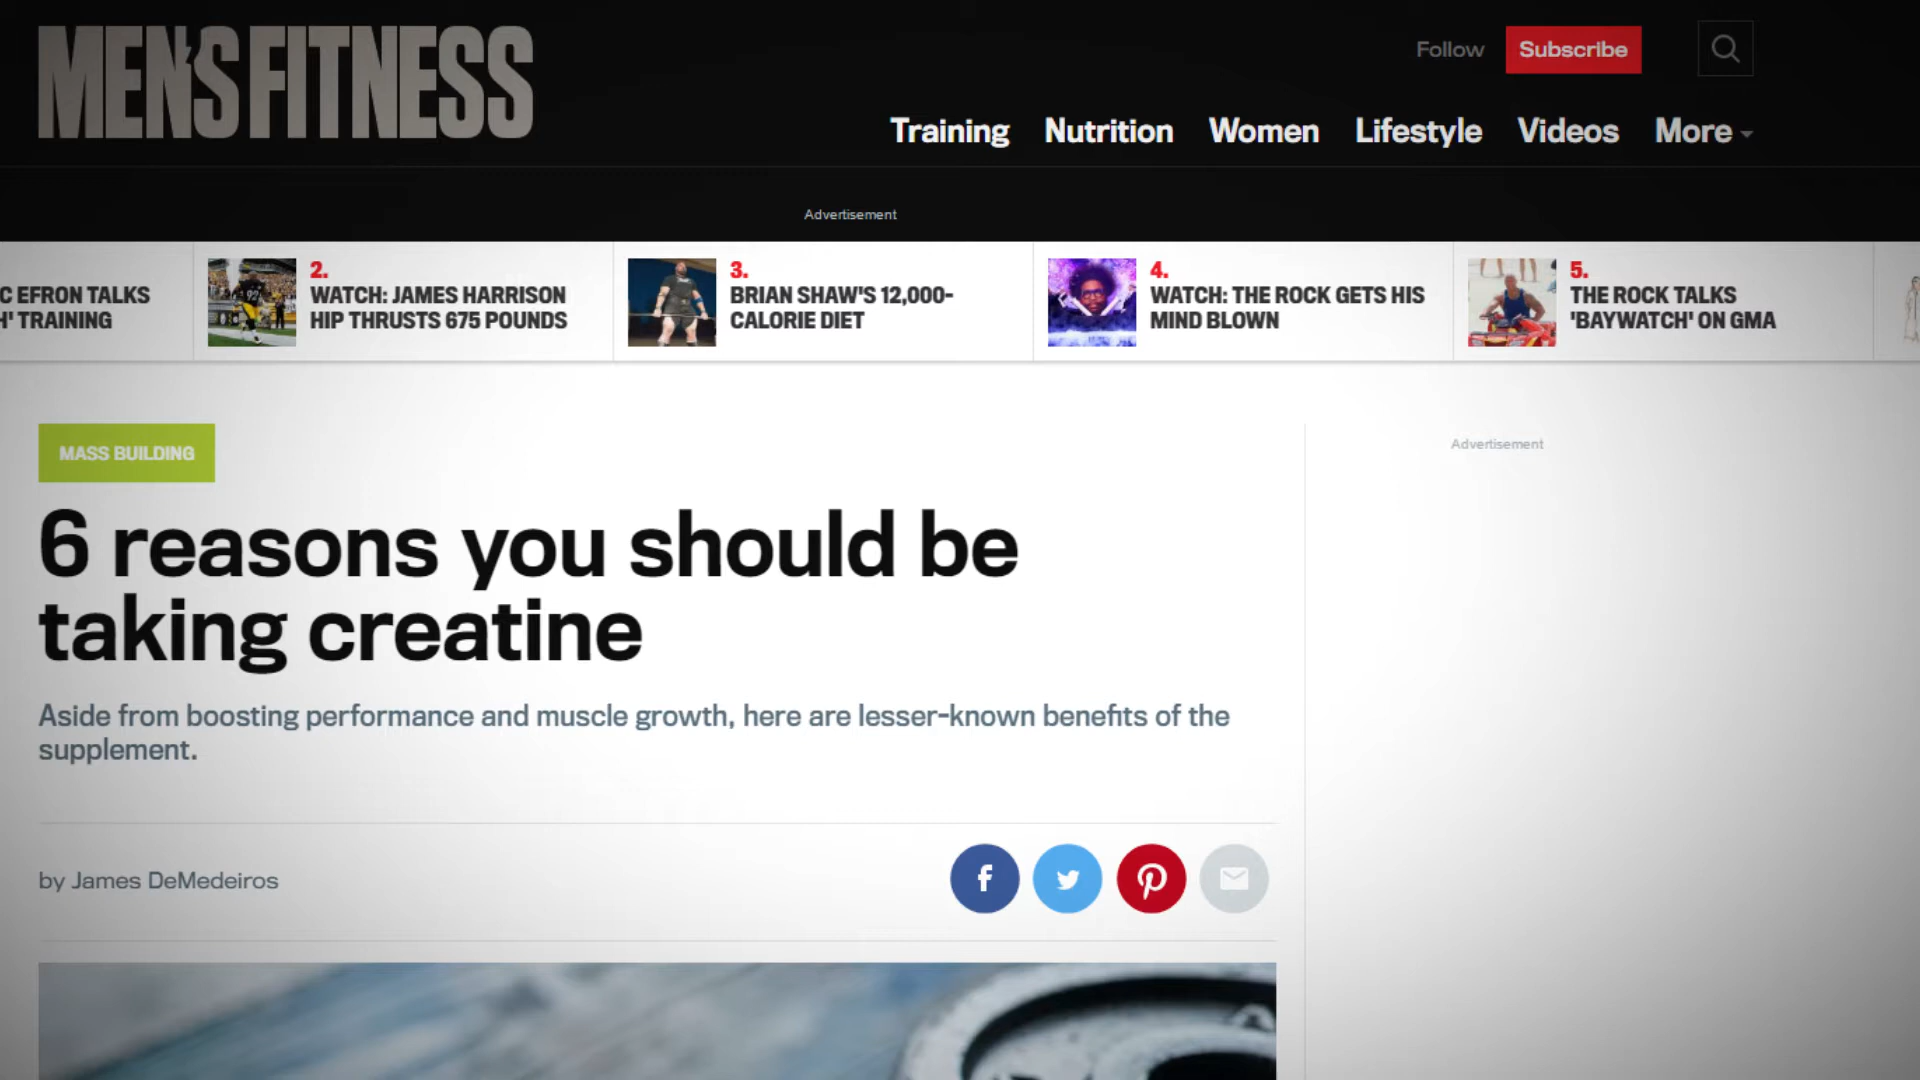 MEN'S FITNESS
Follow
Subscribe
Training
Nutrition
Women
Lifestyle
Videos
More
Advertisement
C EFRON TALKS
H' TRAINING
2.
WATCH: JAMES HARRISON
HIP THRUSTS 675 POUNDS
3.
BRIAN SHAW'S 12,000-
CALORIE DIET
4.
WATCH: THE ROCK GETS HIS
MIND BLOWN
5.
THE ROCK TALKS
'BAYWATCH' ON GMA
MASS BUILDING
Advertisement
6 reasons you should be
taking creatine
Aside from boosting performance and muscle growth, here are lesser-known benefits of the
supplement.
by James DeMedeiros